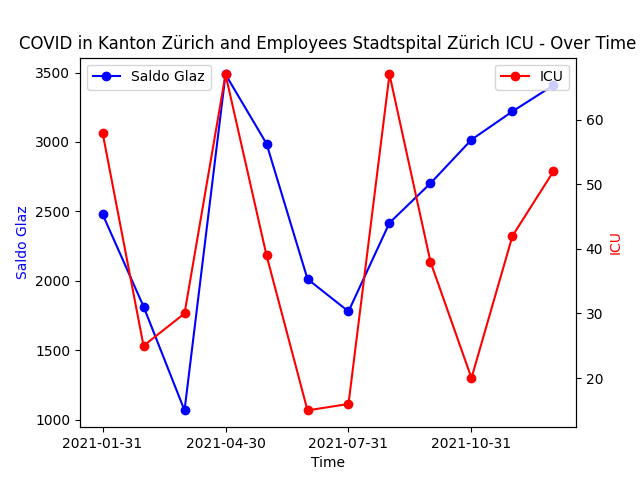 COVID in Kanton Zürich and Employees Stadtspital Zürich ICU - Over Time
Saldo Glaz
ICU
3500
3000
2500
2000
1500
1000
Saldo Glaz
60
50
40
30
20
ICU
2021-01-31
2021-04-30
2021-07-31
2021-10-31
Time